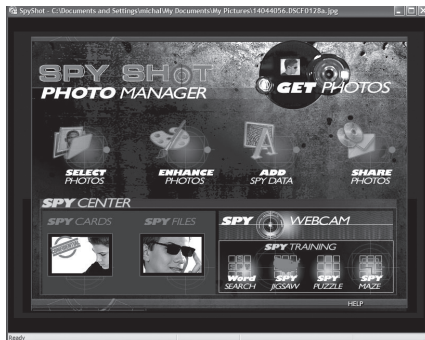 SpyShot - C:\Documents and Settings\michal\My Documents\My Pictures\14044056.DSCF0128a.jpg
SPY SHOT
PHOTO MANAGER
GET PHOTOS
SELECT
PHOTOS
ENHANCE
PHOTOS
ADD
SPY DATA
SHARE
PHOTOS
SPY CENTER
SPY CARDS
SPY FILES
SPY WEBCAM
SPY TRAINING
Word
SEARCH
SPY
JIGSAW
SPY
PUZZLE
SPY
MAZE
HELP
Ready